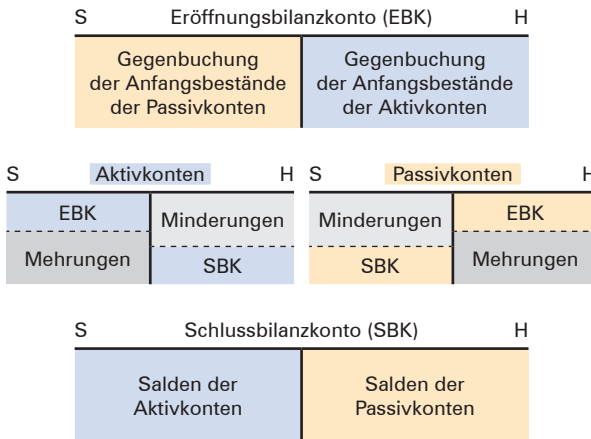 S Eröffnungsbilanzkonto (EBK) H
Gegenbuchung
der Anfangsbestände
der Passivkonten
Gegenbuchung
der Anfangsbestände
der Aktivkonten
S Aktivkonten H
EBK
Mehrungen
Minderungen
SBK
S Passivkonten H
Minderungen
SBK
EBK
Mehrungen
S Schlussbilanzkonto (SBK) H
Salden der
Aktivkonten
Salden der
Passivkonten